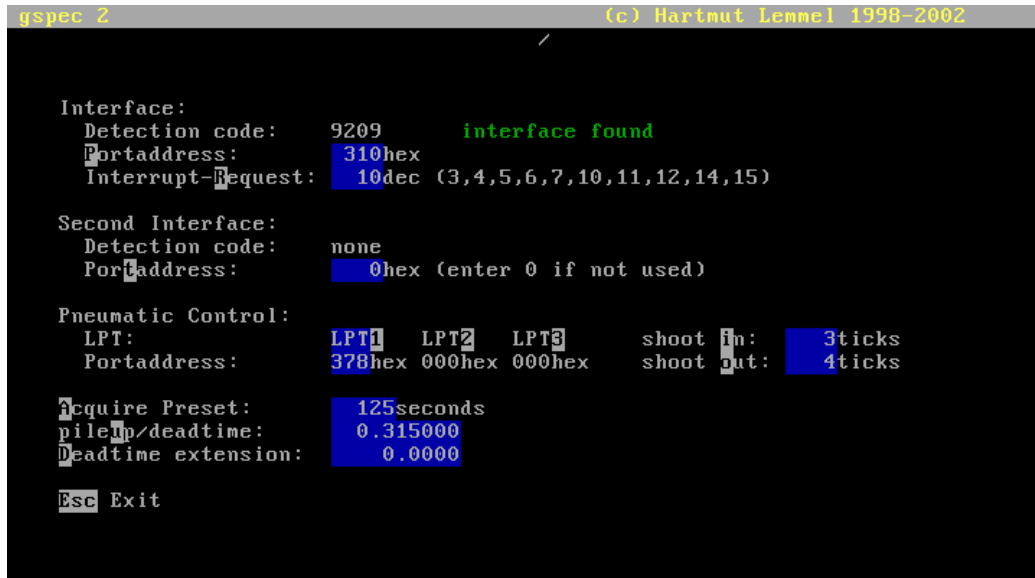 gspec 2 (c) Hartmut Lemmel 1998-2002
/
Interface:
Detection code: 9209 interface found
Portaddress: 310hex
Interrupt-Request: 10dec (3,4,5,6,7,10,11,12,14,15)
Second Interface:
Detection code: none
Portaddress: 0hex (enter 0 if not used)
Pneumatic Control:
LPT: LPT1 LPT2 LPT3 shoot in: 3ticks
Portaddress: 378hex 000hex 000hex shoot out: 4ticks
Acquire Preset: 125seconds
pileup/deadtime: 0.315000
Deadtime extension: 0.0000
Esc Exit